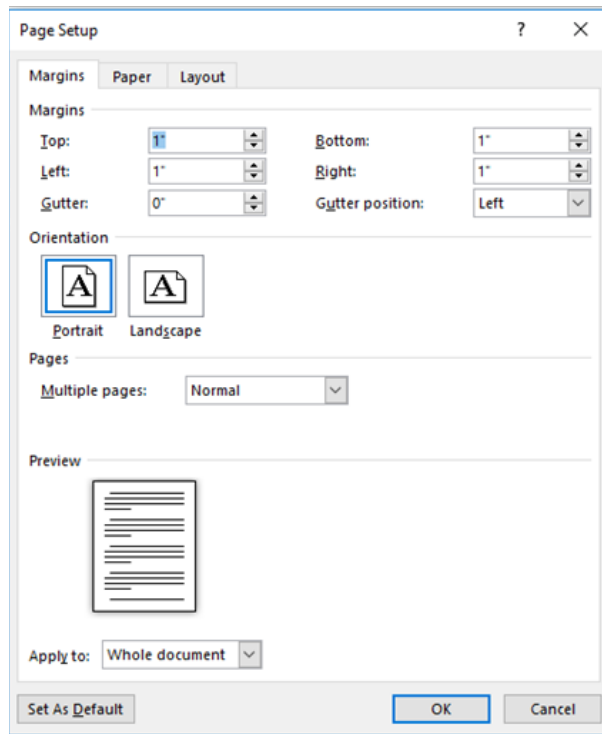 Page Setup ?
Margins Paper Layout
Margins
Top: 1" Bottom: 1"
Left: 1" Right: 1"
Gutter: 0" Gutter position: Left
Orientation
A A
Portrait Landscape
Pages
Multiple pages: Normal
Preview
Apply to: Whole document
Set As Default OK Cancel